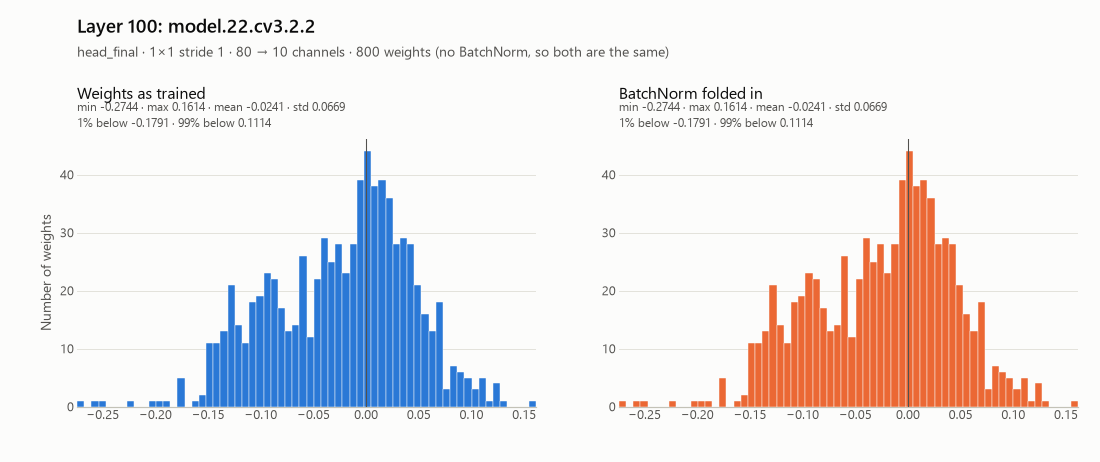 Layer 100: model.22.cv3.2.2
head_final · 1×1 stride 1 · 80 → 10 channels · 800 weights (no BatchNorm, so both are the same)
Weights as trained
min -0.2744 · max 0.1614 · mean -0.0241 · std 0.0669
1% below -0.1791 · 99% below 0.1114
Number of weights
40
30
20
10
0
−0.25 −0.20 −0.15 −0.10 −0.05 0.00 0.05 0.10 0.15
BatchNorm folded in
min -0.2744 · max 0.1614 · mean -0.0241 · std 0.0669
1% below -0.1791 · 99% below 0.1114
40
30
20
10
0
−0.25 −0.20 −0.15 −0.10 −0.05 0.00 0.05 0.10 0.15